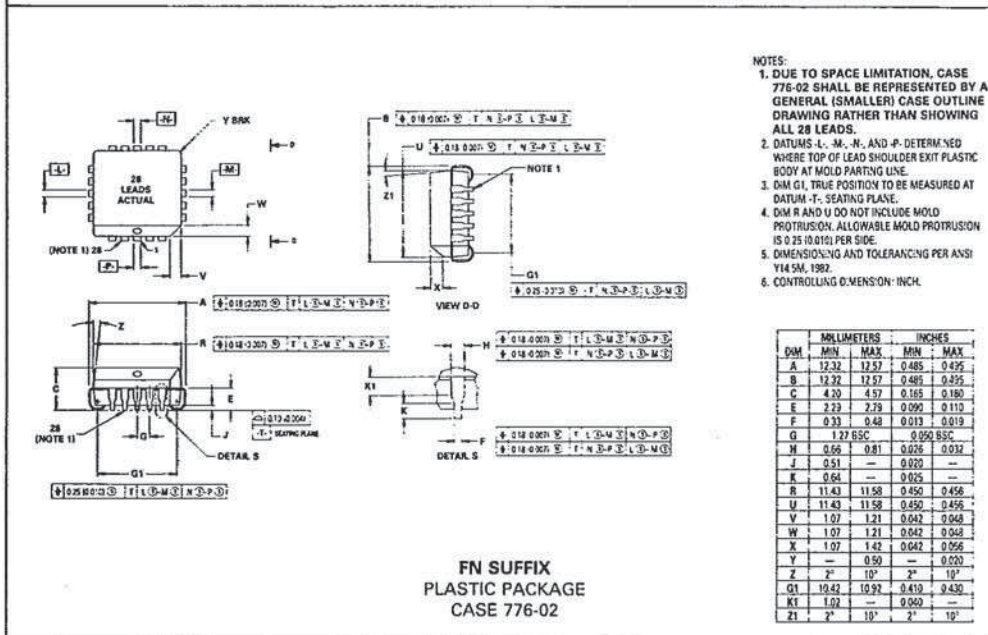 NOTES:
1. DUE TO SPACE LIMITATION, CASE
776-02 SHALL BE REPRESENTED BY A
GENERAL (SMALLER) CASE OUTLINE
DRAWING RATHER THAN SHOWING
ALL 28 LEADS.
2. DATUMS -L-, -M-, -N-, AND -P- DETERMINED
WHERE TOP OF LEAD SHOULDER EXIT PLASTIC
BODY AT MOLD PARTING LINE.
3. DIM G1, TRUE POSITION TO BE MEASURED AT
DATUM -T-, SEATING PLANE.
4. DIM R AND U DO NOT INCLUDE MOLD
PROTRUSION. ALLOWABLE MOLD PROTRUSION
IS 0.25 (0.010) PER SIDE.
5. DIMENSIONING AND TOLERANCING PER ANSI
Y14.5M, 1982.
6. CONTROLLING DIMENSION: INCH.
-N-
Y BRK
D
-L-
28
LEADS
ACTUAL
-M-
W
(NOTE 1) 28
1
D
-P-
V
B
U
NOTE 1
Z1
G1
X
VIEW D-D
A
Z
R
C
E
28
(NOTE 1)
G
J
-T- SEATING PLANE
DETAIL S
G1
H
K1
K
F
DETAIL S
MILLIMETERS INCHES
DIM MIN MAX MIN MAX
A 12.32 12.57 0.485 0.495
B 12.32 12.57 0.485 0.495
C 4.20 4.57 0.165 0.180
E 2.29 2.79 0.090 0.110
F 0.33 0.48 0.013 0.019
G 1.27 BSC 0.050 BSC
H 0.66 0.81 0.026 0.032
J 0.51 — 0.020 —
K 0.64 — 0.025 —
R 11.43 11.58 0.450 0.456
U 11.43 11.58 0.450 0.456
V 1.07 1.21 0.042 0.048
W 1.07 1.21 0.042 0.048
X 1.07 1.42 0.042 0.056
Y — 0.50 — 0.020
Z 2° 10° 2° 10°
G1 10.42 10.92 0.410 0.430
K1 1.02 — 0.040 —
Z1 2° 10° 2° 10°
FN SUFFIX
PLASTIC PACKAGE
CASE 776-02